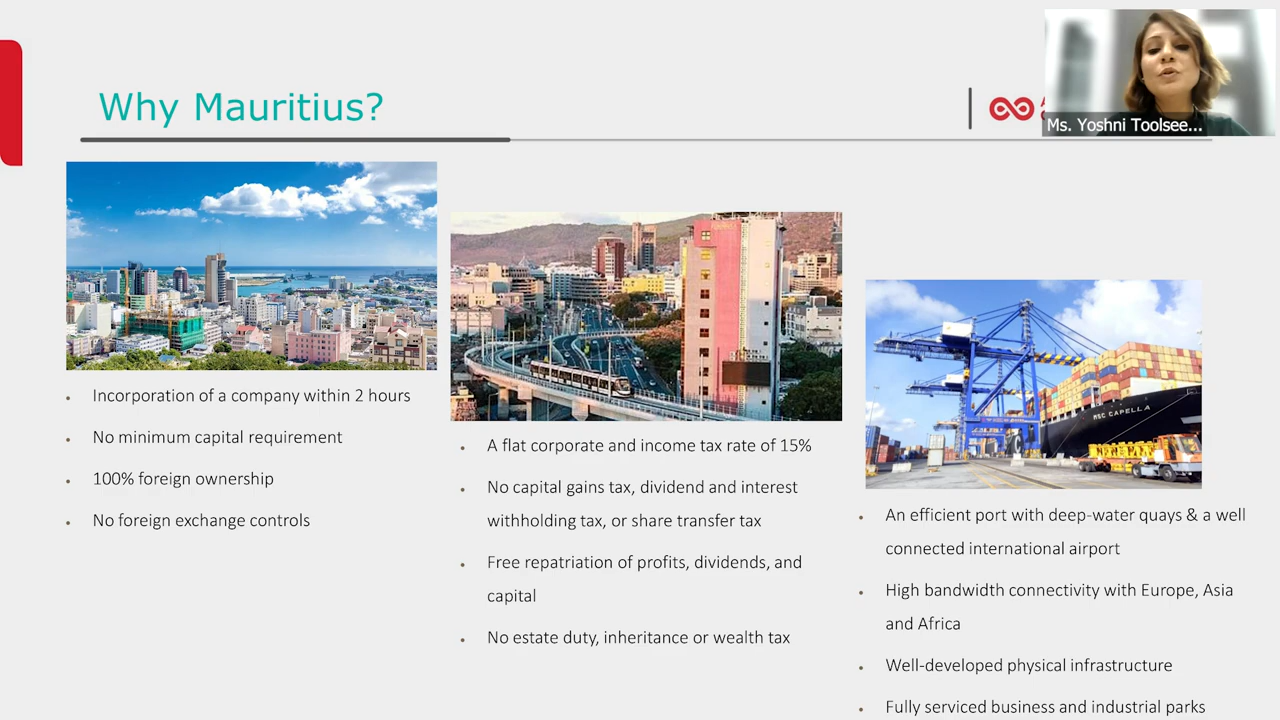 Why Mauritius?
Ms. Yoshni Toolsee...
Incorporation of a company within 2 hours
No minimum capital requirement
100% foreign ownership
No foreign exchange controls
A flat corporate and income tax rate of 15%
No capital gains tax, dividend and interest
withholding tax, or share transfer tax
Free repatriation of profits, dividends, and
capital
No estate duty, inheritance or wealth tax
MSC CAPELLA
An efficient port with deep-water quays & a well
connected international airport
High bandwidth connectivity with Europe, Asia
and Africa
Well-developed physical infrastructure
Fully serviced business and industrial parks